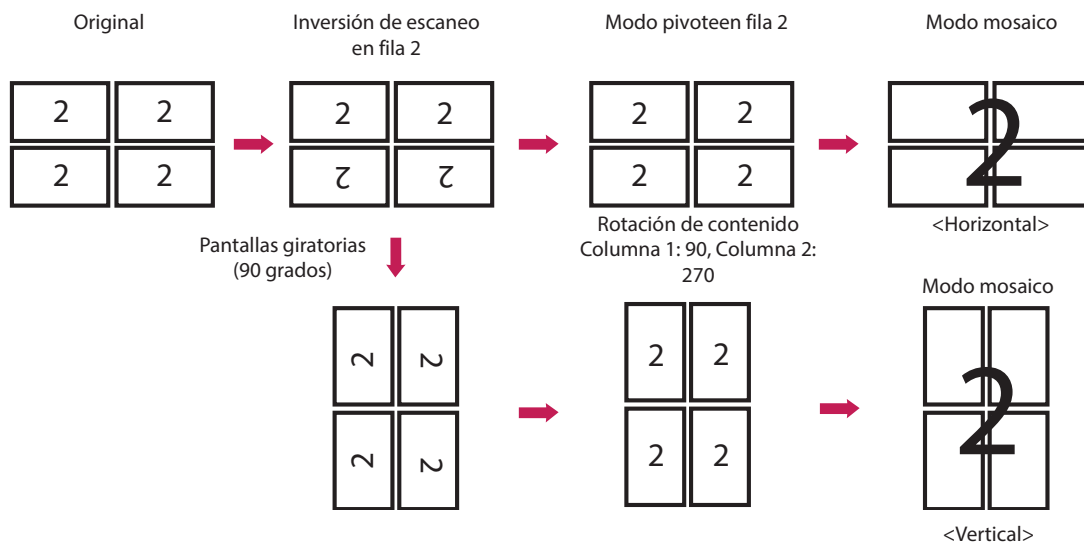 Original
Inversión de escaneo
en fila 2
Modo pivoteen fila 2
Modo mosaico
2 2
2 2
2 2
2 2
2 2
2 2
2
Pantallas giratorias
(90 grados)
Rotación de contenido
Columna 1: 90, Columna 2:
270
<Horizontal>
Modo mosaico
2 2
2 2
2 2
2 2
2
<Vertical>